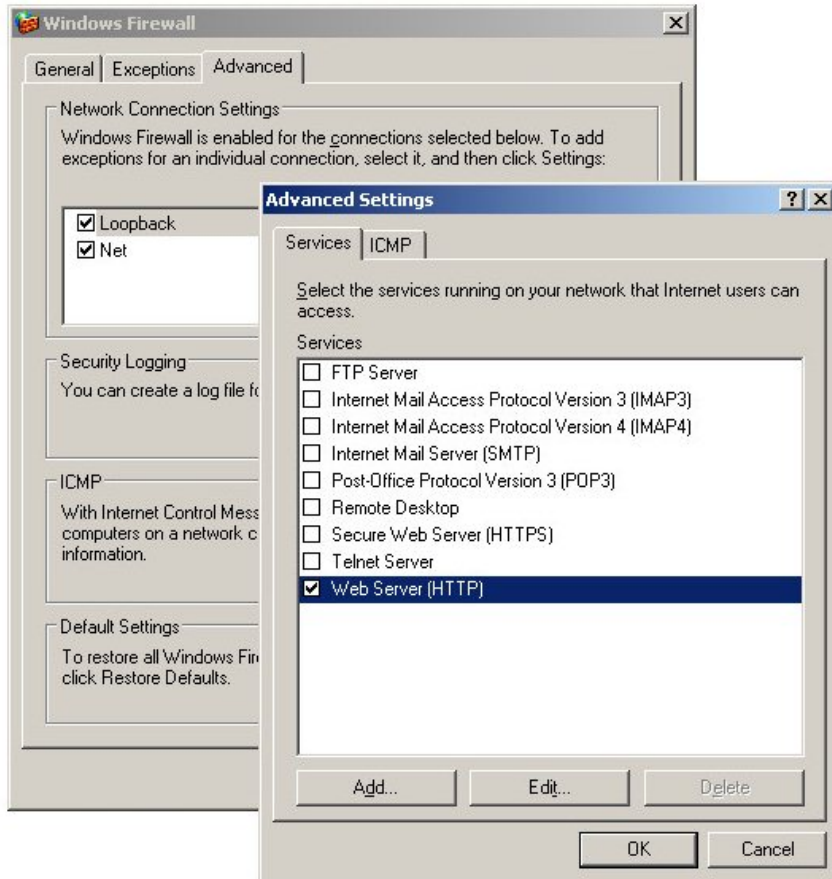 Windows Firewall
General
Exceptions
Advanced
Network Connection Settings
Windows Firewall is enabled for the connections selected below. To add
exceptions for an individual connection, select it, and then click Settings:
Loopback
Net
Security Logging
You can create a log file
ICMP
With Internet Control
computers on a network
information.
Default Settings
To restore all Windows
click Restore Defaults.
Advanced Settings
Services
ICMP
Select the services running on your network that Internet users can
access.
Services
FTP Server
Internet Mail Access Protocol Version 3 (IMAP3)
Internet Mail Access Protocol Version 4 (IMAP4)
Internet Mail Server (SMTP)
Post-Office Protocol Version 3 (POP3)
Remote Desktop
Secure Web Server (HTTPS)
Telnet Server
Web Server (HTTP)
Add...
Edit...
Delete
OK
Cancel